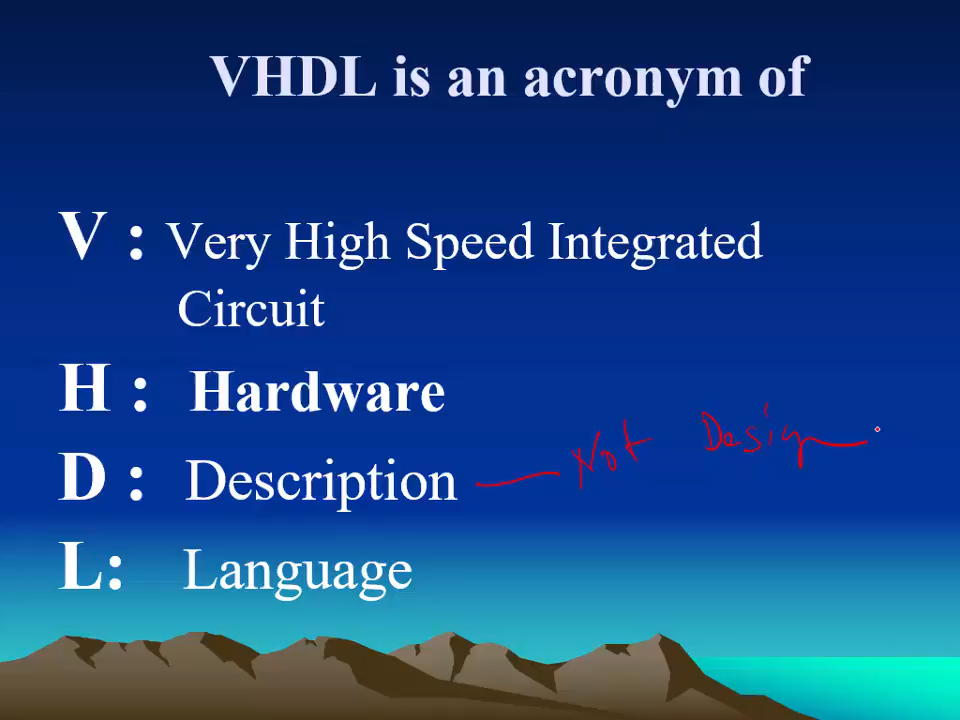 VHDL is an acronym of
V : Very High Speed Integrated
Circuit
H : Hardware
Not Design
D : Description
L: Language